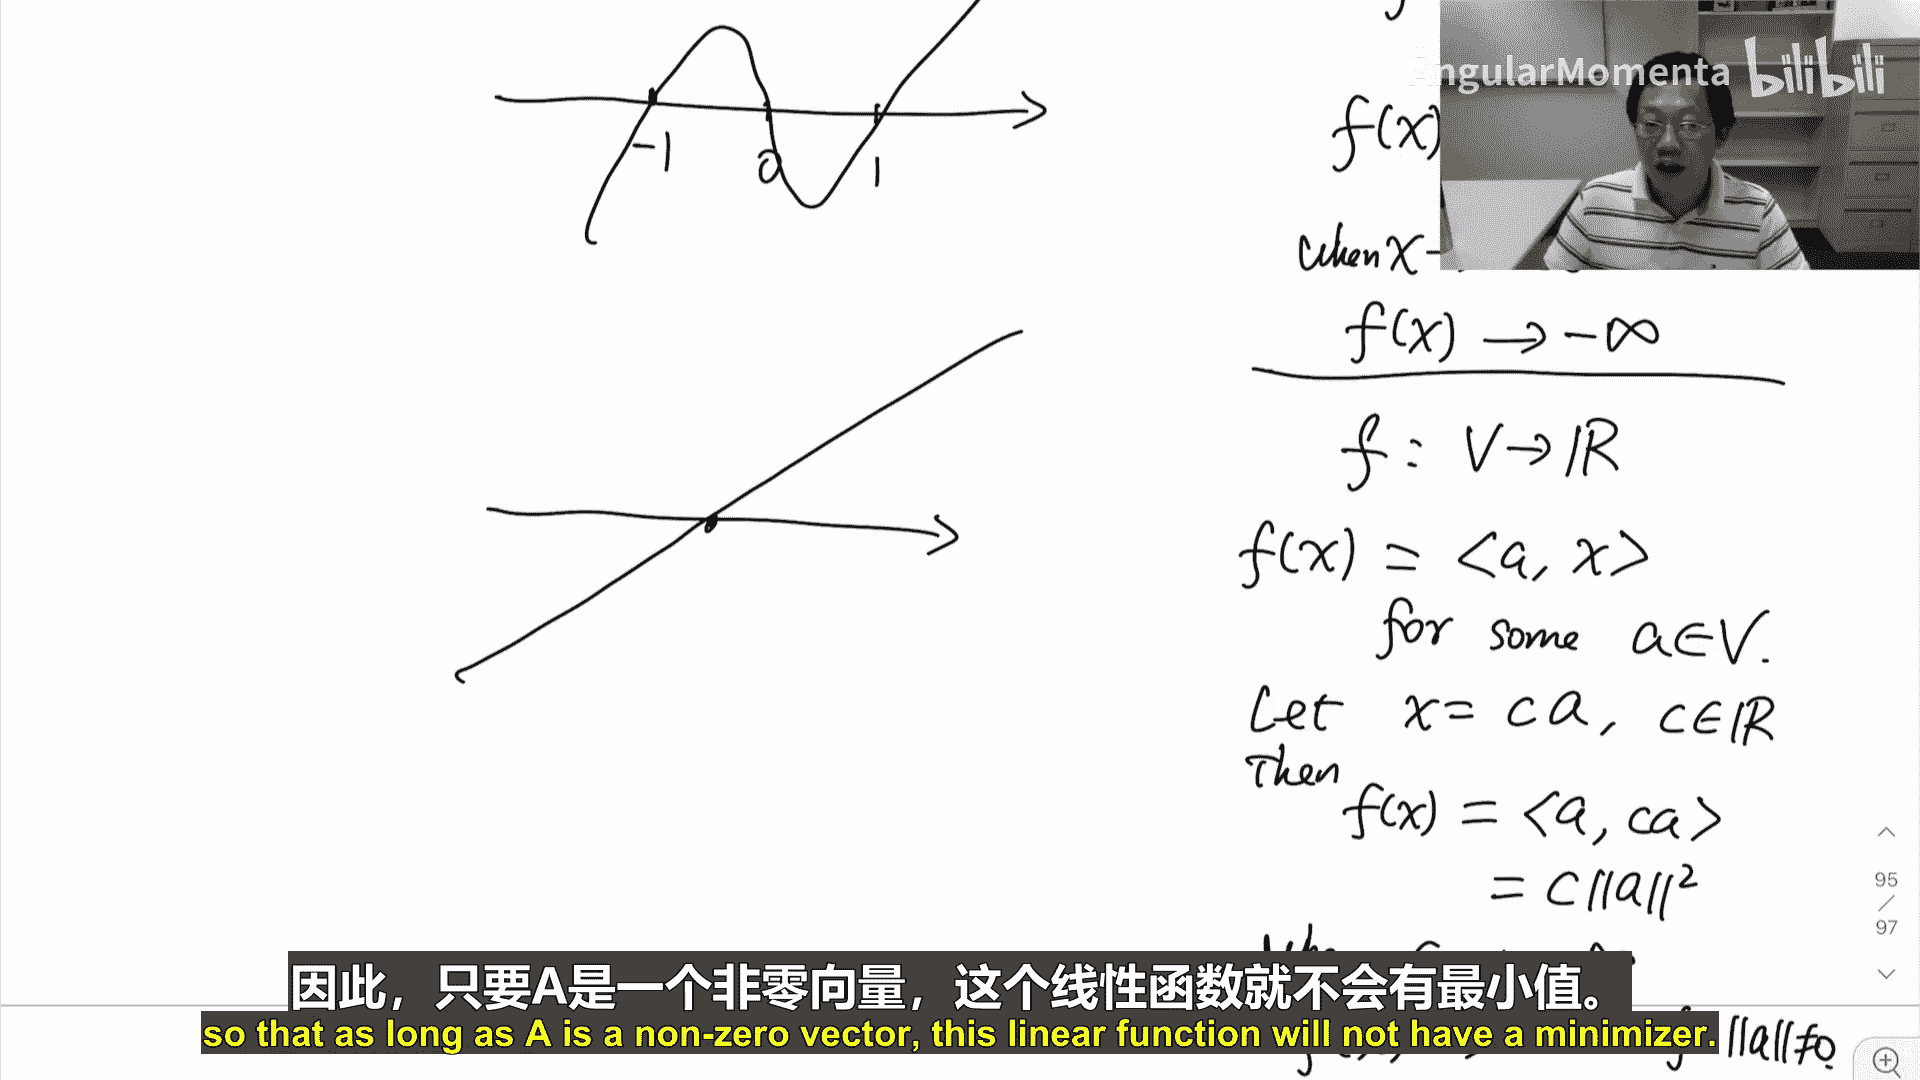 AngularMomenta bilibili
-1 0 1
f(x)
when x
f(x) → -∞
f : V → ℝ
f(x) = <a, x>
for some a∈V.
Let x = ca, c∈ℝ
Then
f(x) = <a, ca>
= c||a||²
||a||≠0
95
/
97
因此，只要A是一个非零向量，这个线性函数就不会有最小值。
so that as long as A is a non-zero vector, this linear function will not have a minimizer.